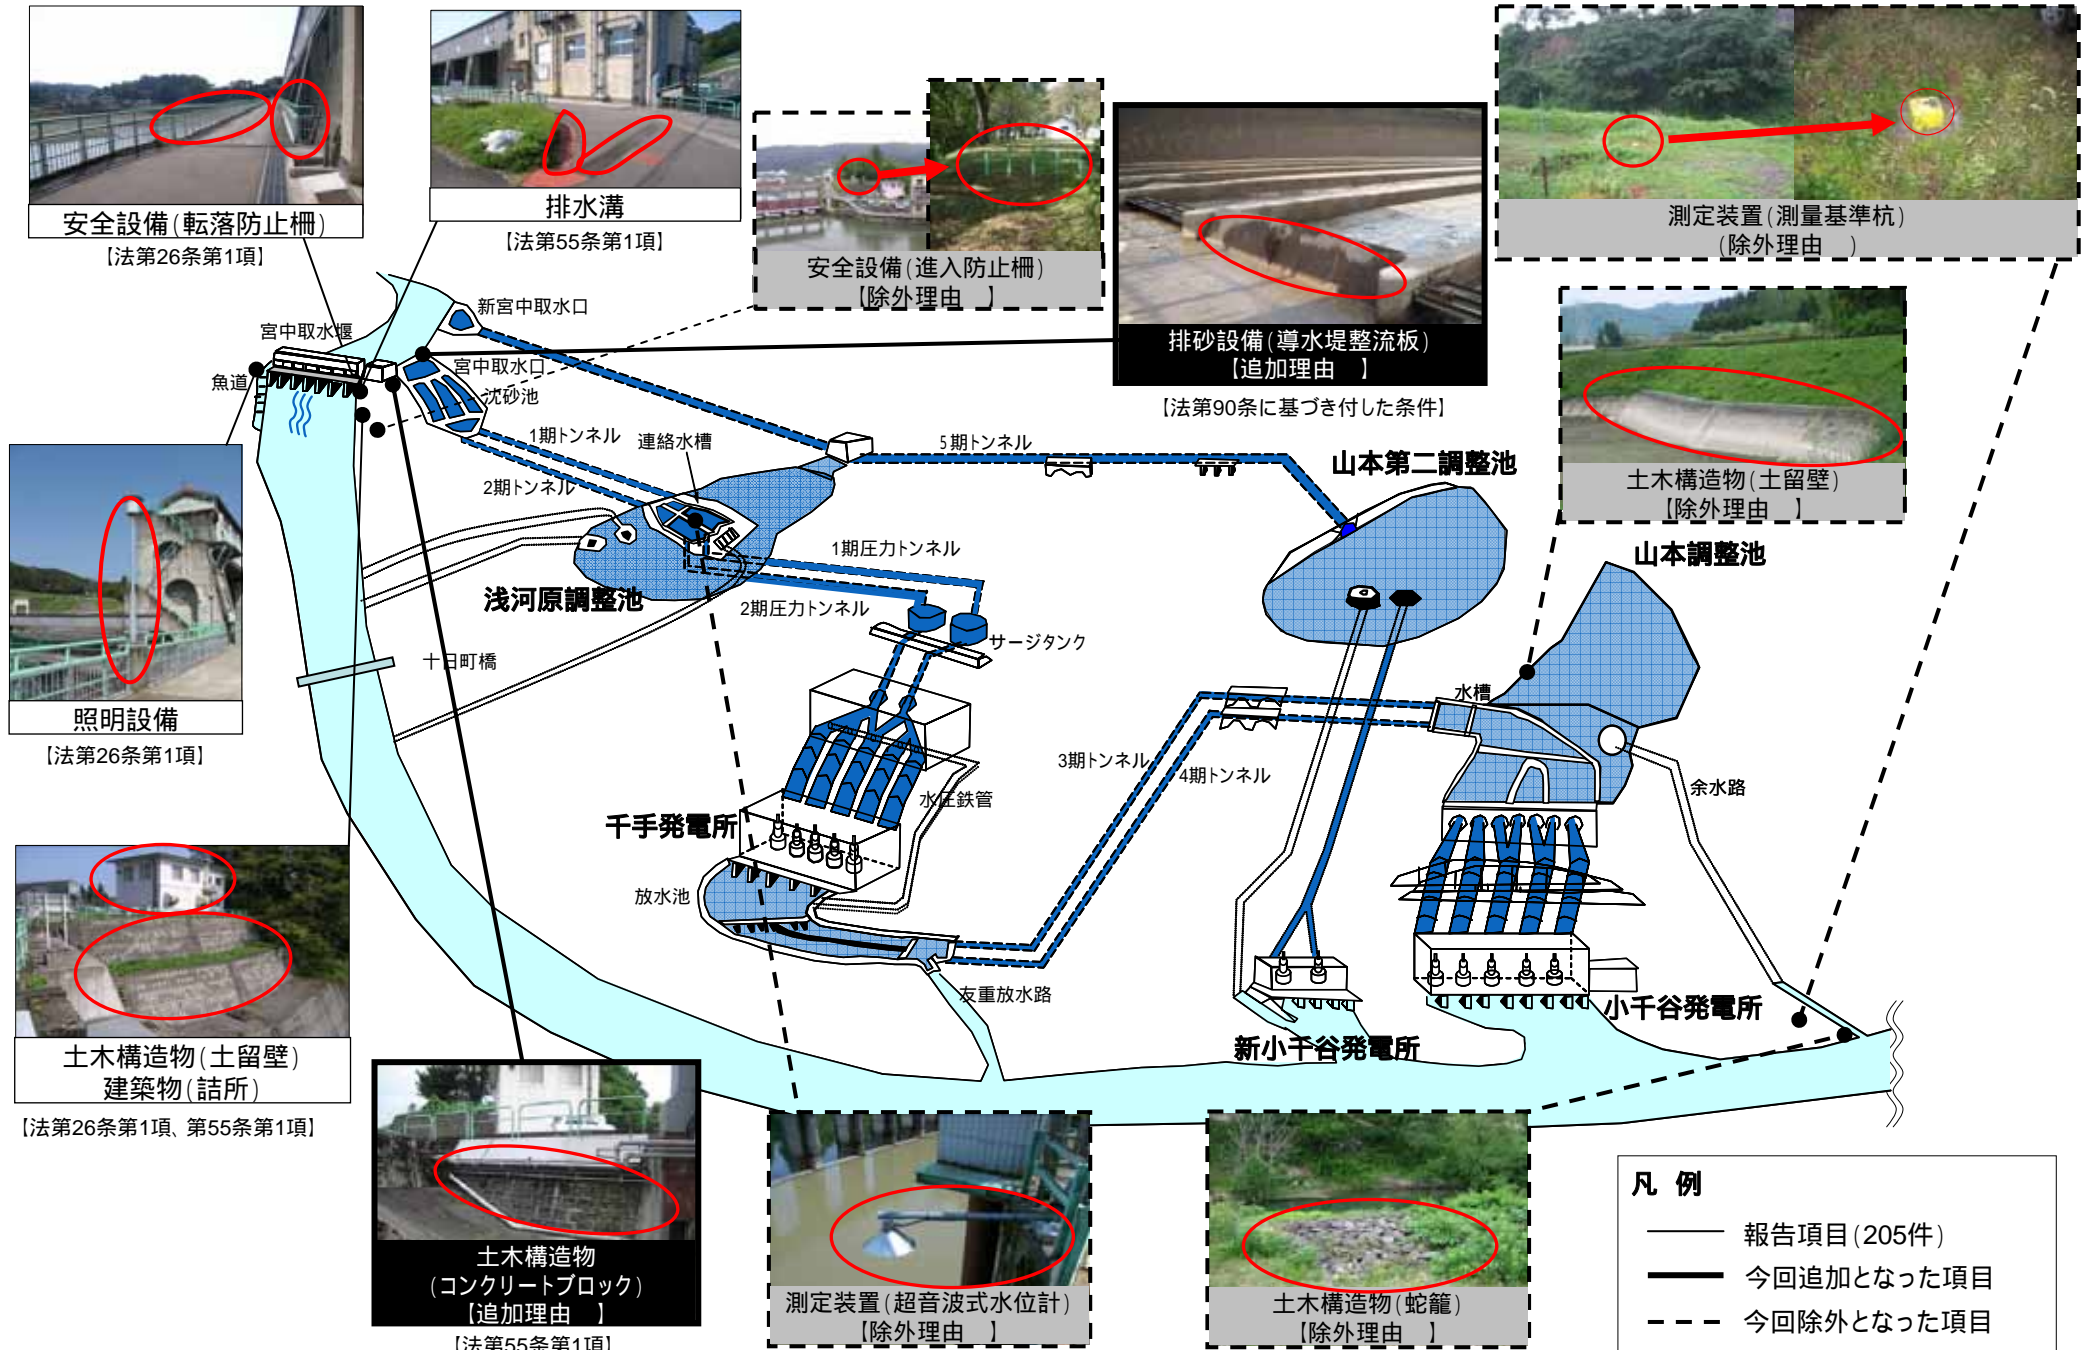 安全設備(転落防止柵)
【法第26条第1項】
排水溝
【法第55条第1項】
安全設備(進入防止柵)
【除外理由　】
排砂設備(導水堤整流板)
【追加理由　】
【法第90条に基づき付した条件】
測定装置(測量基準杭)
(除外理由　)
土木構造物(土留壁)
【除外理由　】
新宮中取水口
宮中取水堰
宮中取水口
魚道
沈砂池
1期トンネル
連絡水槽
2期トンネル
5期トンネル
山本第二調整池
山本調整池
1期圧力トンネル
浅河原調整池
2期圧力トンネル
サージタンク
十日町橋
水槽
3期トンネル
4期トンネル
余水路
照明設備
【法第26条第1項】
水圧鉄管
千手発電所
放水池
友重放水路
新小千谷発電所
小千谷発電所
土木構造物(土留壁)
建築物(詰所)
【法第26条第1項、第55条第1項】
土木構造物
(コンクリートブロック)
【追加理由　】
【法第55条第1項】
測定装置(超音波式水位計)
【除外理由　】
土木構造物(蛇籠)
【除外理由　】
凡 例
報告項目(205件)
今回追加となった項目
今回除外となった項目